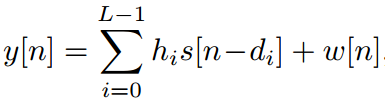 y[n] = \sum_{i=0}^{L-1} h_i s[n-d_i] + w[n].